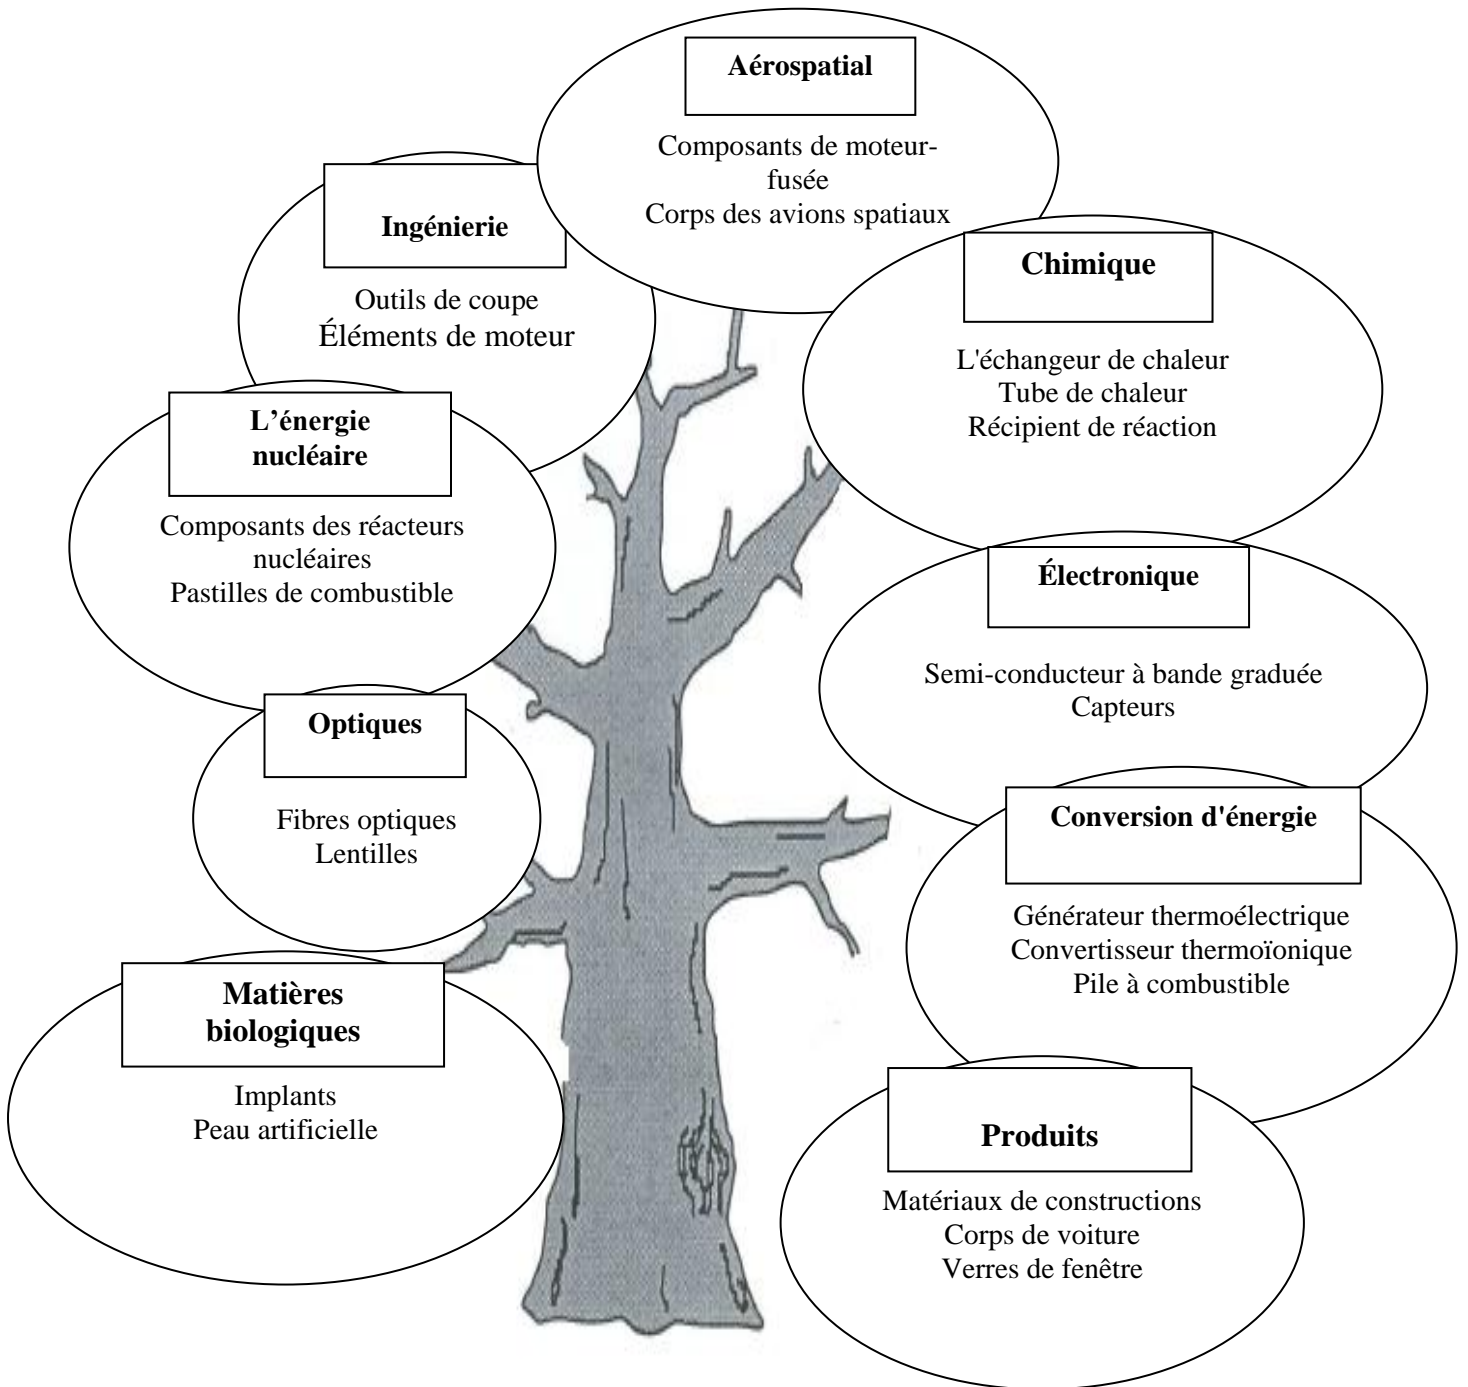 Aérospatial
Composants de moteur-
fusée
Corps des avions spatiaux
Ingénierie
Outils de coupe
Éléments de moteur
Chimique
L'échangeur de chaleur
Tube de chaleur
Récipient de réaction
L’énergie
nucléaire
Composants des réacteurs
nucléaires
Pastilles de combustible
Électronique
Semi-conducteur à bande graduée
Capteurs
Optiques
Fibres optiques
Lentilles
Conversion d'énergie
Générateur thermoélectrique
Convertisseur thermoïonique
Pile à combustible
Matières
biologiques
Implants
Peau artificielle
Produits
Matériaux de constructions
Corps de voiture
Verres de fenêtre